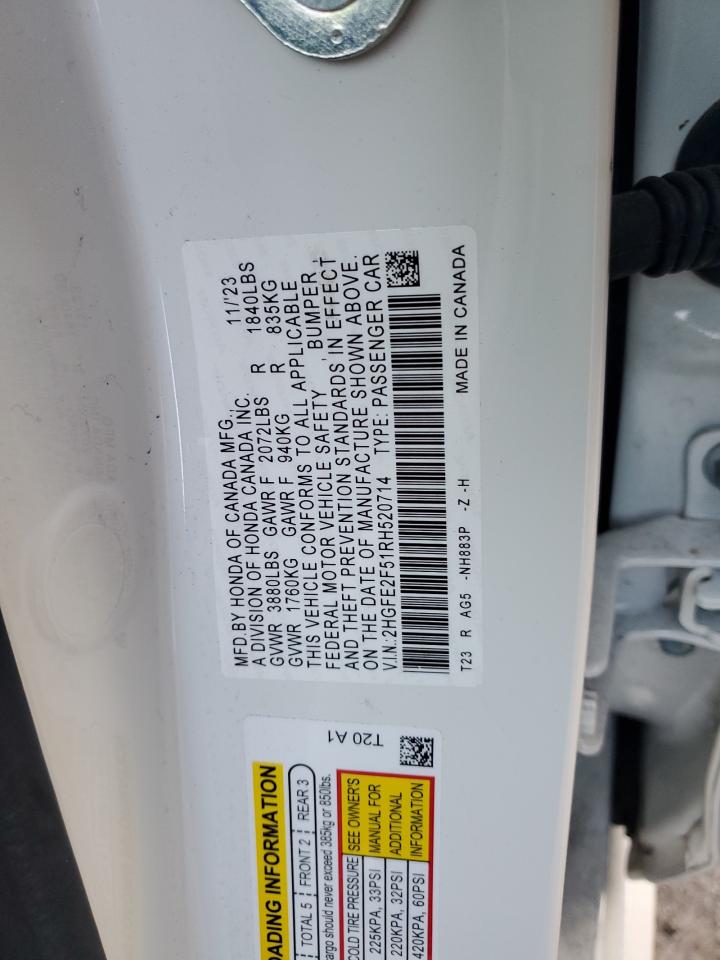 MFD.BY HONDA OF CANADA MFG., 11/'23
A DIVISION OF HONDA CANADA INC.
GVWR 3880LBS GAWR F 2072LBS R 1840LBS
GVWR 1760KG GAWR F 940KG R 835KG
THIS VEHICLE CONFORMS TO ALL APPLICABLE
FEDERAL MOTOR VEHICLE SAFETY , BUMPER ,
AND THEFT PREVENTION STANDARDS IN EFFECT
ON THE DATE OF MANUFACTURE SHOWN ABOVE.
V.I.N.:2HGFE2F51RH520714 TYPE: PASSENGER CAR
T23 R AG5 -NH883P -Z -H MADE IN CANADA
T20 A1
OADING INFORMATION
TOTAL 5 FRONT 2 REAR 3
argo should never exceed 385kg or 850lbs.
COLD TIRE PRESSURE
225KPA, 33PSI
220KPA, 32PSI
420KPA, 60PSI
SEE OWNER'S
MANUAL FOR
ADDITIONAL
INFORMATION